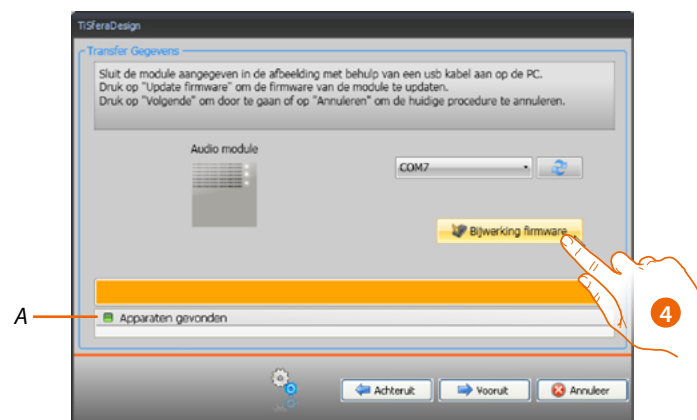 TiSferaDesign
Transfer Gegevens
Sluit de module aangegeven in de afbeelding met behulp van een usb kabel aan op de PC.
Druk op "Update firmware" om de firmware van de module te updaten.
Druk op "Volgende" om door te gaan of op "Annuleren" om de huidige procedure te annuleren.
Audio module
COM7
Bijwerking firmware
A
Apparaten gevonden
4
Achteruit
Vooruit
Annuleer